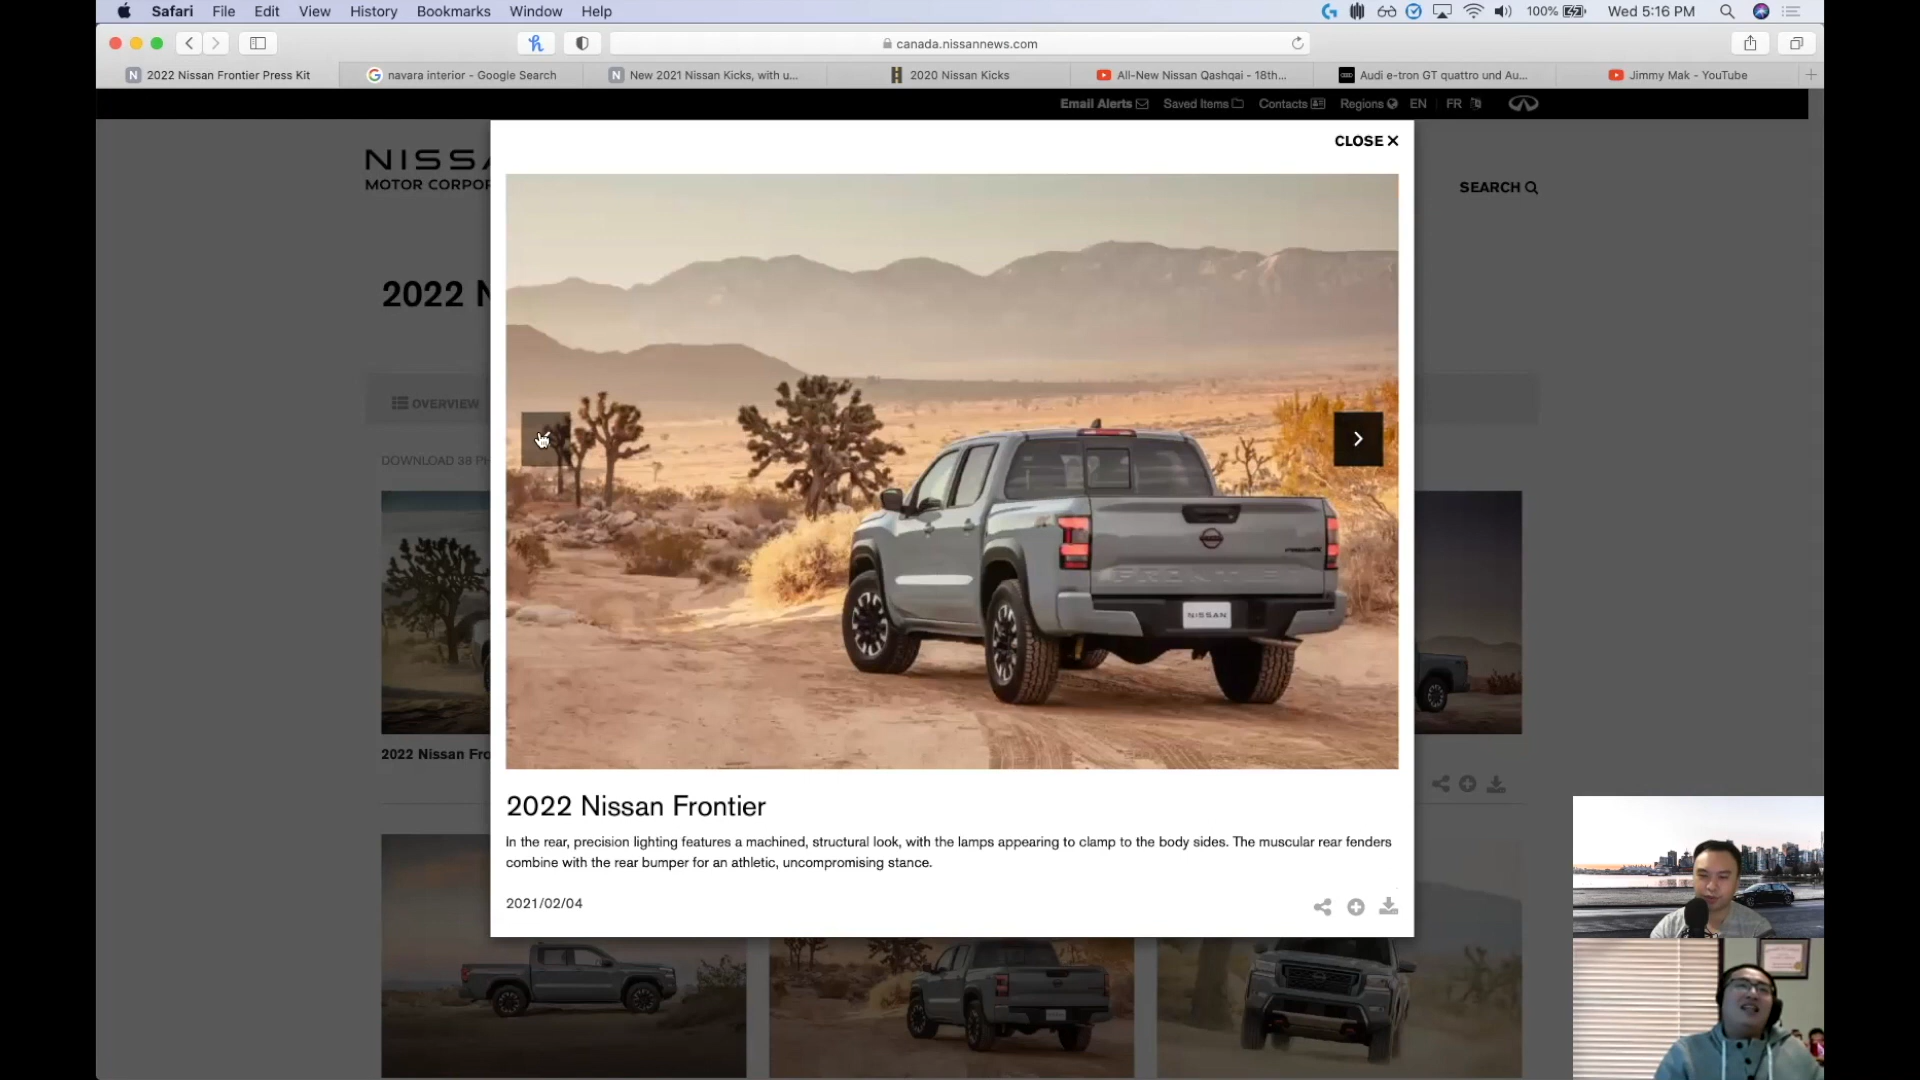 Safari File Edit View History Bookmarks Window Help 100% Wed 5:16 PM
canada.nissannews.com
2022 Nissan Frontier Press Kit navara interior - Google Search New 2021 Nissan Kicks, with u... 2020 Nissan Kicks All-New Nissan Qashqai - 18th... Audi e-tron GT quattro und Au... Jimmy Mak - YouTube
Email Alerts Saved Items Contacts Regions EN FR
CLOSE
NISSA
MOTOR CORPOR
SEARCH
2022 N
OVERVIEW
DOWNLOAD 38 PH
FRONTIER
NISSAN
2022 Nissan Fro
2022 Nissan Frontier
In the rear, precision lighting features a machined, structural look, with the lamps appearing to clamp to the body sides. The muscular rear fenders
combine with the rear bumper for an athletic, uncompromising stance.
2021/02/04